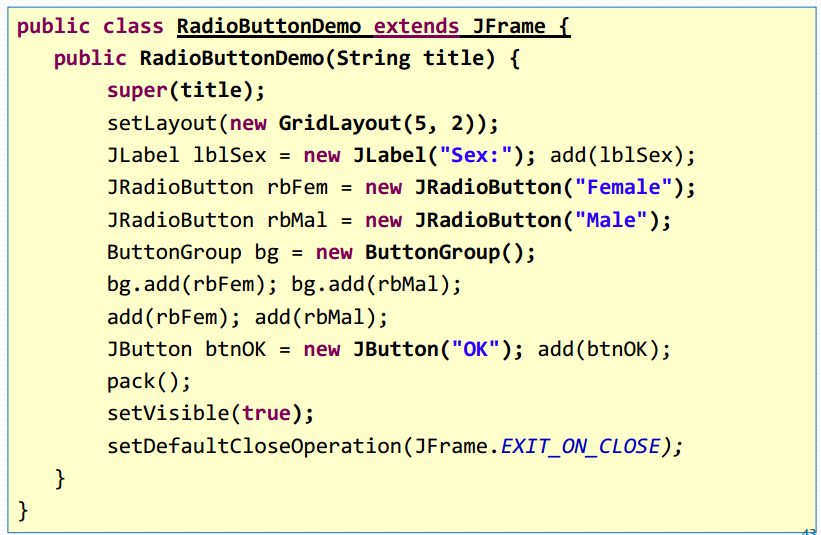 public class RadioButtonDemo extends JFrame {
public RadioButtonDemo(String title) {
super(title);
setLayout(new GridLayout(5, 2));
JLabel lblSex = new JLabel("Sex:"); add(lblSex);
JRadioButton rbFem = new JRadioButton("Female");
JRadioButton rbMal = new JRadioButton("Male");
ButtonGroup bg = new ButtonGroup();
bg.add(rbFem); bg.add(rbMal);
add(rbFem); add(rbMal);
JButton btnOK = new JButton("OK"); add(btnOK);
pack();
setVisible(true);
setDefaultCloseOperation(JFrame.EXIT_ON_CLOSE);
}
}
43